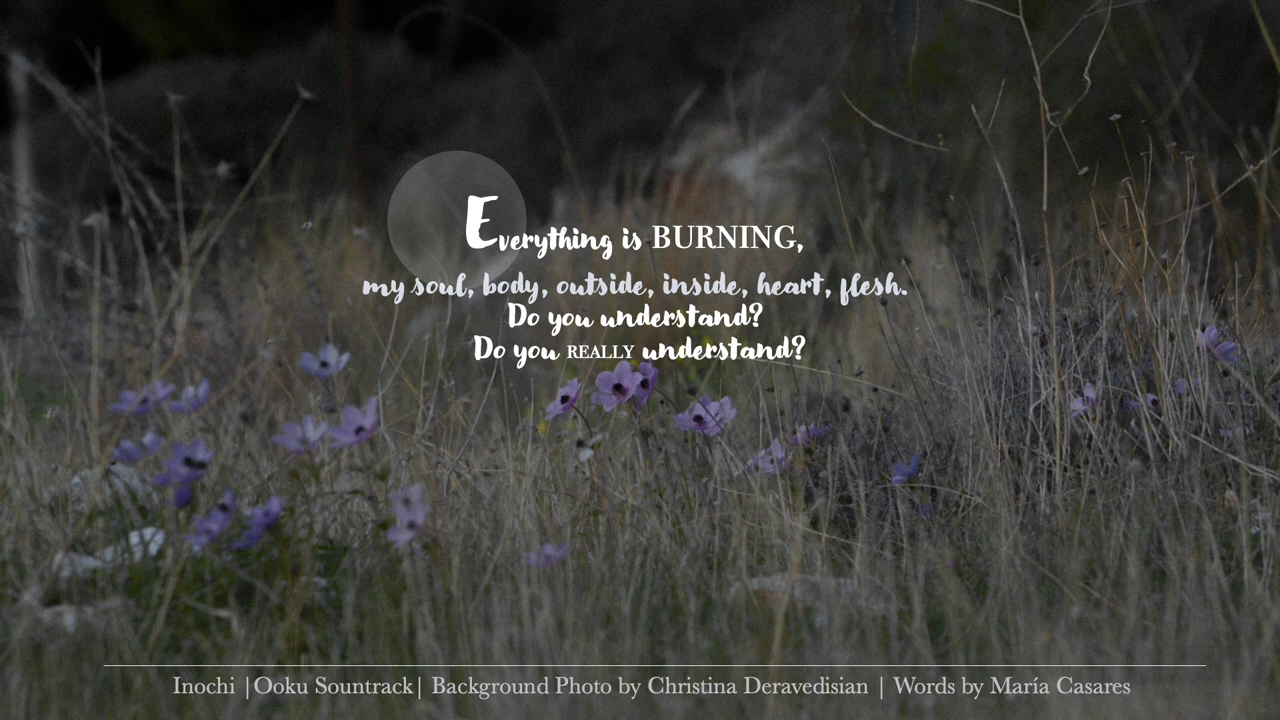 Everything is BURNING,
my soul, body, outside, inside, heart, flesh.
Do you understand?
Do you REALLY understand?
Inochi |Ooku Sountrack| Background Photo by Christina Deravedisian | Words by María Casares